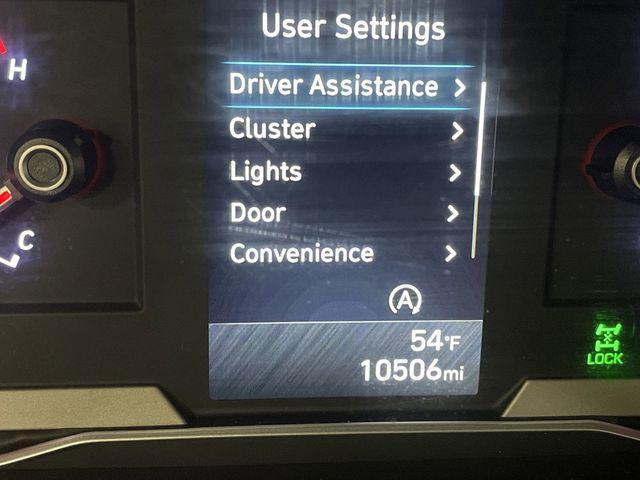 User Settings
H
Driver Assistance >
Cluster >
Lights >
Door >
C
Convenience >
A
54°F
LOCK
10506mi